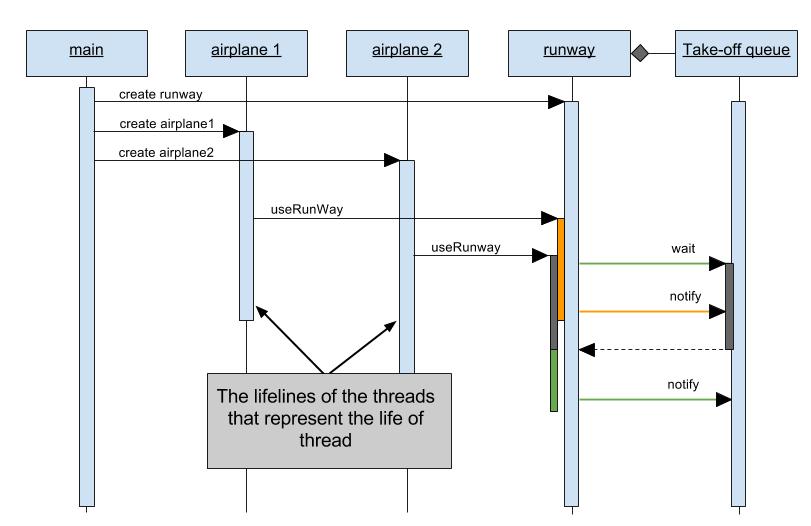 main
airplane 1
airplane 2
runway
Take-off queue
create runway
create airplane1
create airplane2
useRunWay
useRunway
wait
notify
notify
The lifelines of the threads
that represent the life of
thread